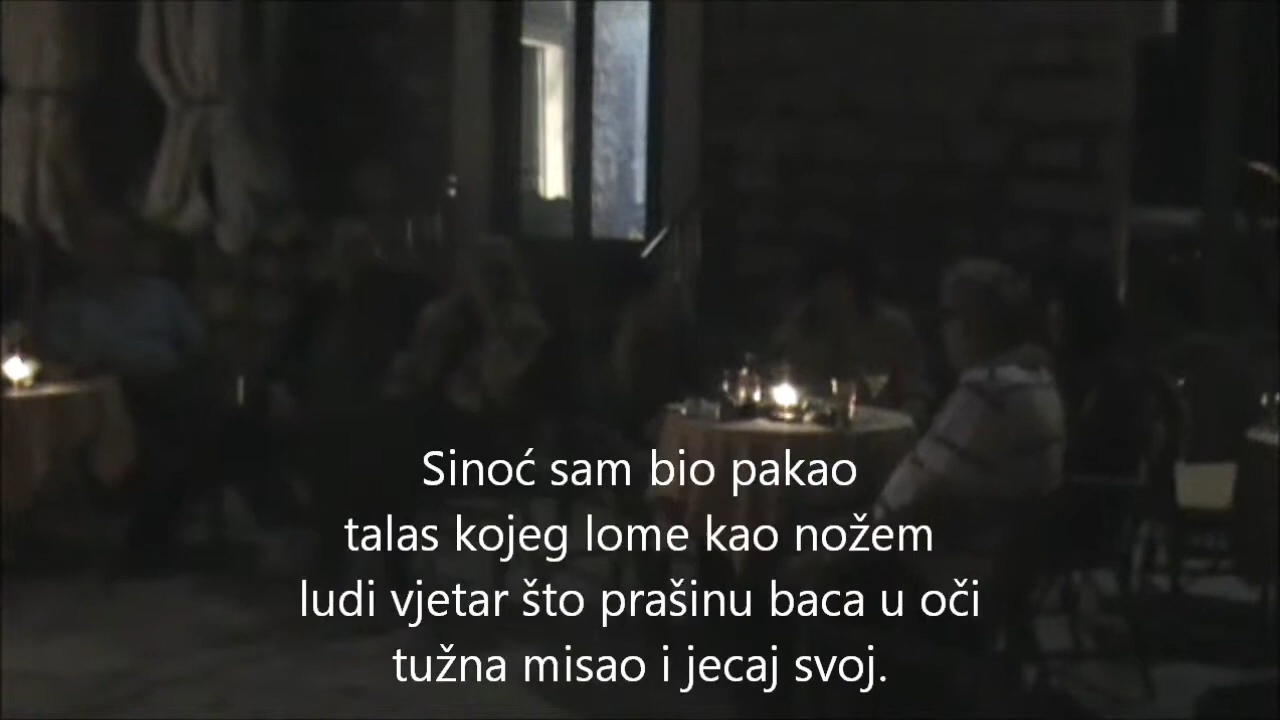 Sinoć sam bio pakao
talas kojeg lome kao nožem
ludi vjetar što prašinu baca u oči
tužna misao i jecaj svoj.